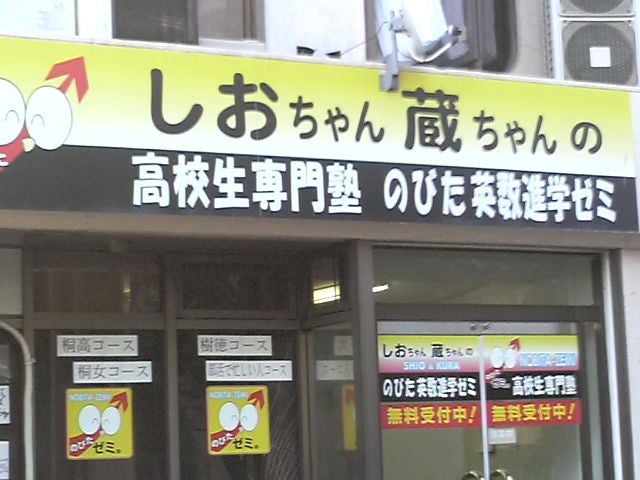 しおちゃん 蔵ちゃん の
高校生専門塾 のびた英数進学ゼミ
桐高コース
桐女コース
NOBITA-ZEMI
のびた
ゼミ。
樹徳コース
部活で忙しい人コース
NOBITA-ZEMI
のびた
ゼミ。
しおちゃん 蔵ちゃんの
SHIO & KURA
のびた英数進学ゼミ
無料受付中!
NOBITA-ZEMI
高校生専門塾
無料受付中!